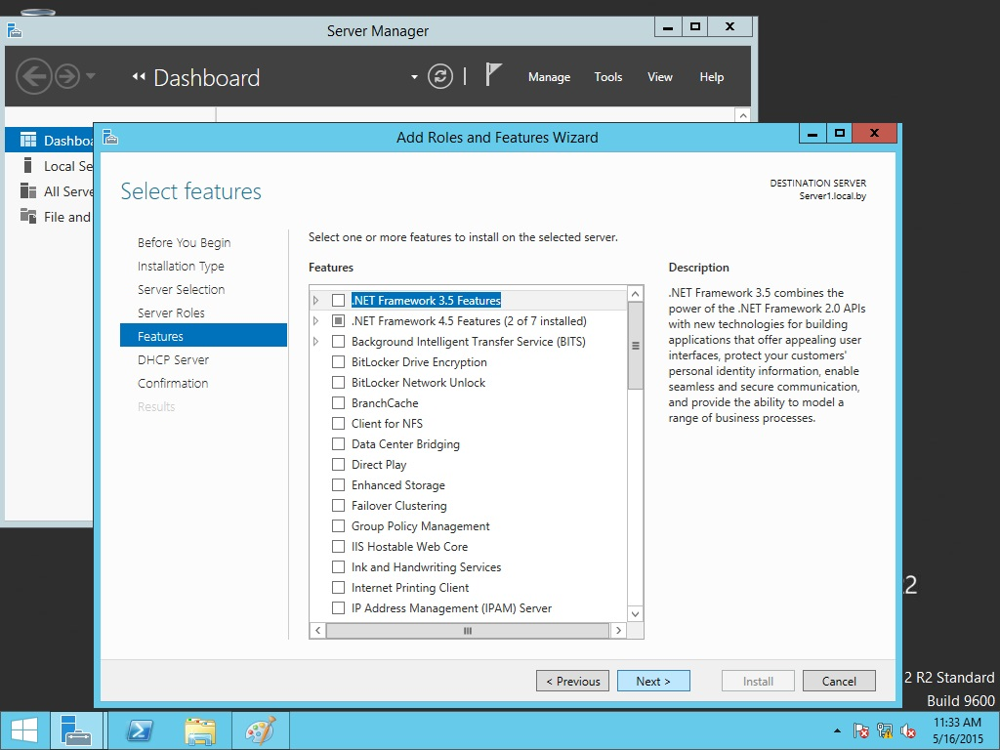 Server Manager
Dashboard
Manage Tools View Help
Dashboa
Local Se
All Serve
File and
Add Roles and Features Wizard
Select features
DESTINATION SERVER
Server1.local.by
Before You Begin
Installation Type
Server Selection
Server Roles
Features
DHCP Server
Confirmation
Results
Select one or more features to install on the selected server.
Features
.NET Framework 3.5 Features
.NET Framework 4.5 Features (2 of 7 installed)
Background Intelligent Transfer Service (BITS)
BitLocker Drive Encryption
BitLocker Network Unlock
BranchCache
Client for NFS
Data Center Bridging
Direct Play
Enhanced Storage
Failover Clustering
Group Policy Management
IIS Hostable Web Core
Ink and Handwriting Services
Internet Printing Client
IP Address Management (IPAM) Server
Description
.NET Framework 3.5 combines the
power of the .NET Framework 2.0 APIs
with new technologies for building
applications that offer appealing user
interfaces, protect your customers'
personal identity information, enable
seamless and secure communication,
and provide the ability to model a
range of business processes.
< Previous Next > Install Cancel
2
2 R2 Standard
Build 9600
11:33 AM
5/16/2015